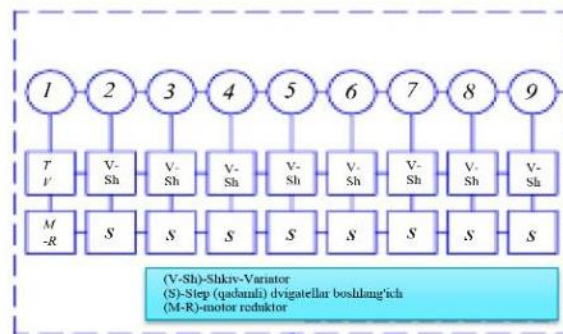 1 2 3 4 5 6 7 8 9
T V-Sh V-Sh V-Sh V-Sh V-Sh V-Sh V-Sh V-Sh
V
M S S S S S S S S
-R
(V-Sh)-Shkiv-Variator
(S)-Step (qadamli) dvigatellar boshlang'ich
(M-R)-motor reduktor